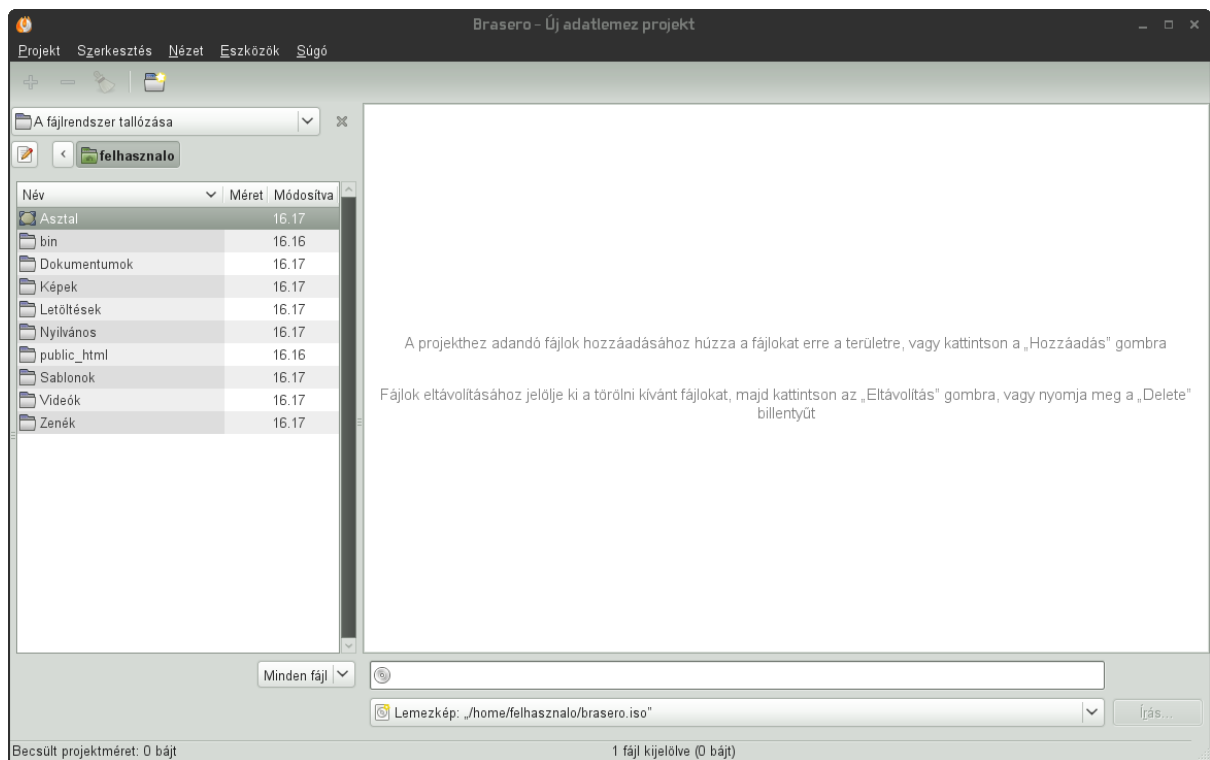 Brasero - Új adatlemez projekt
Projekt Szerkesztés Nézet Eszközök Súgó
A fájlrendszer tallózása
felhasznalo
Név Méret Módosítva
Asztal 16.17
bin 16.16
Dokumentumok 16.17
Képek 16.17
Letöltések 16.17
Nyilvános 16.17
public_html 16.16
Sablonok 16.17
Videók 16.17
Zenék 16.17
A projekthez adandó fájlok hozzáadásához húzza a fájlokat erre a területre, vagy kattintson a „Hozzáadás” gombra
Fájlok eltávolításához jelölje ki a törölni kívánt fájlokat, majd kattintson az „Eltávolítás” gombra, vagy nyomja meg a „Delete”
billentyűt
Minden fájl
Lemezkép: „/home/felhasznalo/brasero.iso”
Írás...
Becsült projektméret: 0 bájt
1 fájl kijelölve (0 bájt)